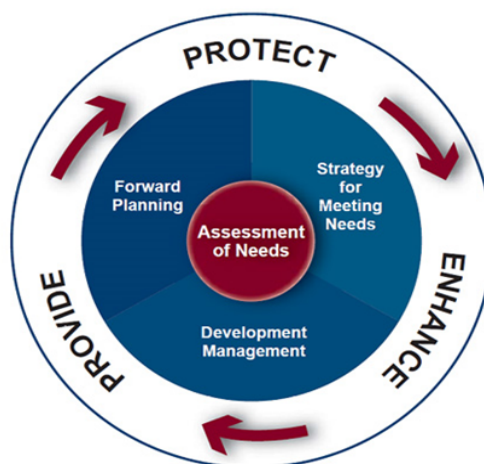 PROTECT
Forward
Planning
Strategy
for
Meeting
Needs
Assessment
of Needs
Development
Management
PROVIDE
ENHANCE